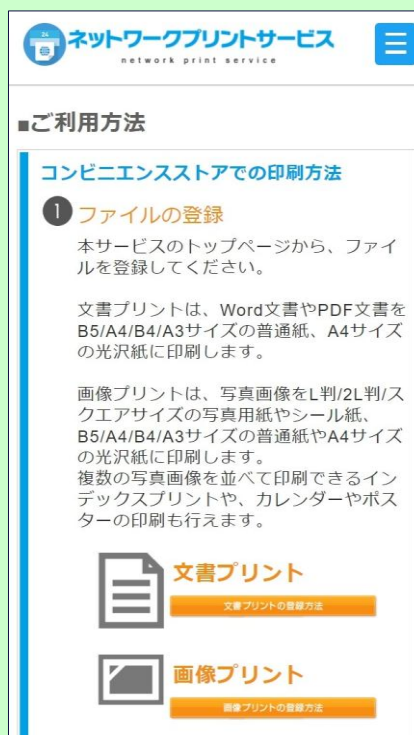 24
ネットワークプリントサービス
network print service
■ご利用方法
コンビニエンスストアでの印刷方法
1 ファイルの登録
本サービスのトップページから、ファイ
ルを登録してください。
文書プリントは、Word文書やPDF文書を
B5/A4/B4/A3サイズの普通紙、A4サイズ
の光沢紙に印刷します。
画像プリントは、写真画像をL判/2L判/ス
クエアサイズの写真用紙やシール紙、
B5/A4/B4/A3サイズの普通紙やA4サイズ
の光沢紙に印刷します。
複数の写真画像を並べて印刷できるイン
デックスプリントや、カレンダーやポス
ターの印刷も行えます。
文書プリント
文書プリントの登録方法
画像プリント
画像プリントの登録方法